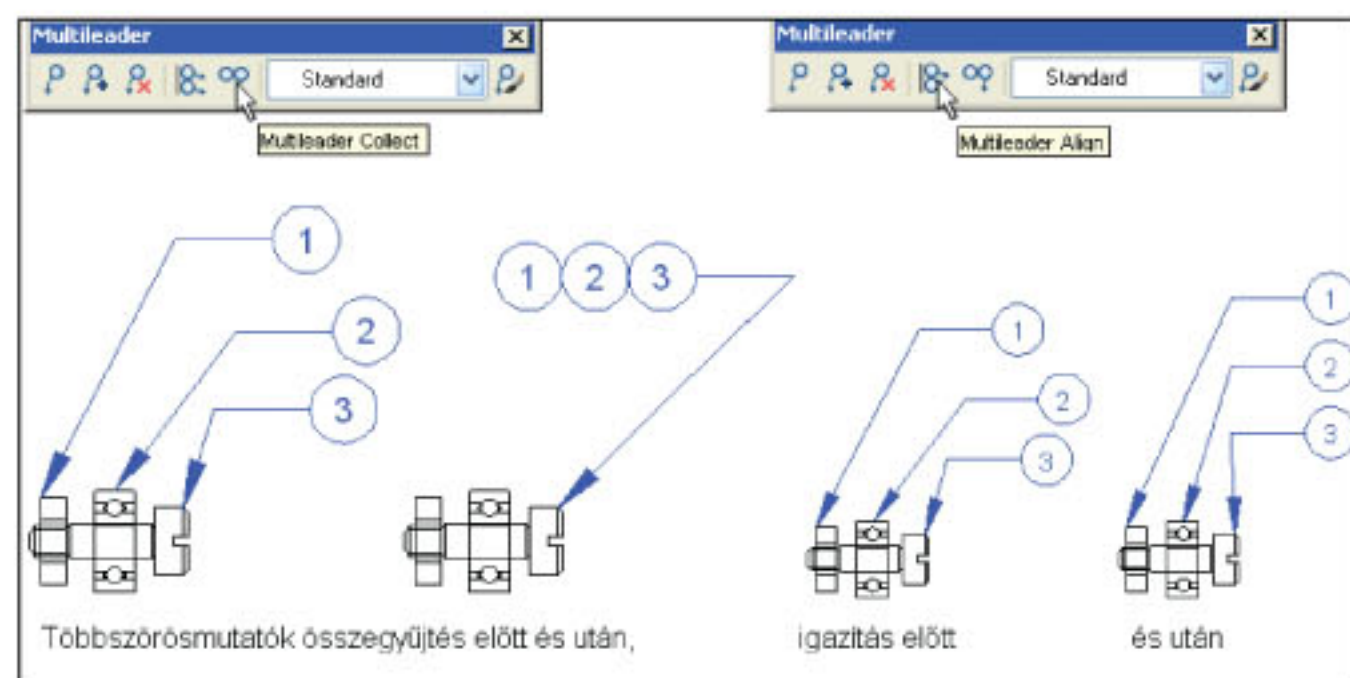 Multileader
Standard
Multileader Collect
Multileader
Standard
Multileader Align
1
2
3
1 2 3
1
2
3
1
2
3
Többszörösmutatók összegyűjtés előtt és után,
igazítás előtt
és után